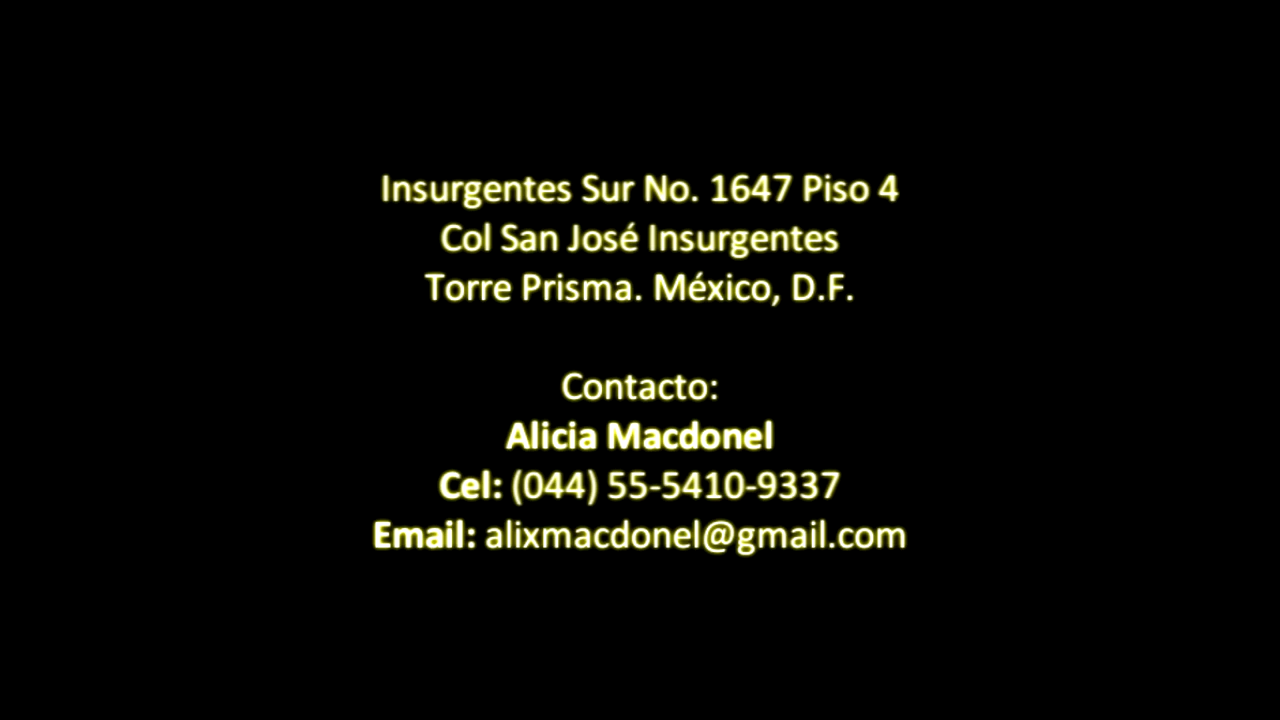 Insurgentes Sur No. 1647 Piso 4
Col San José Insurgentes
Torre Prisma. México, D.F.
Contacto:
Alicia Macdonel
Cel: (044) 55-5410-9337
Email: alixmacdonel@gmail.com